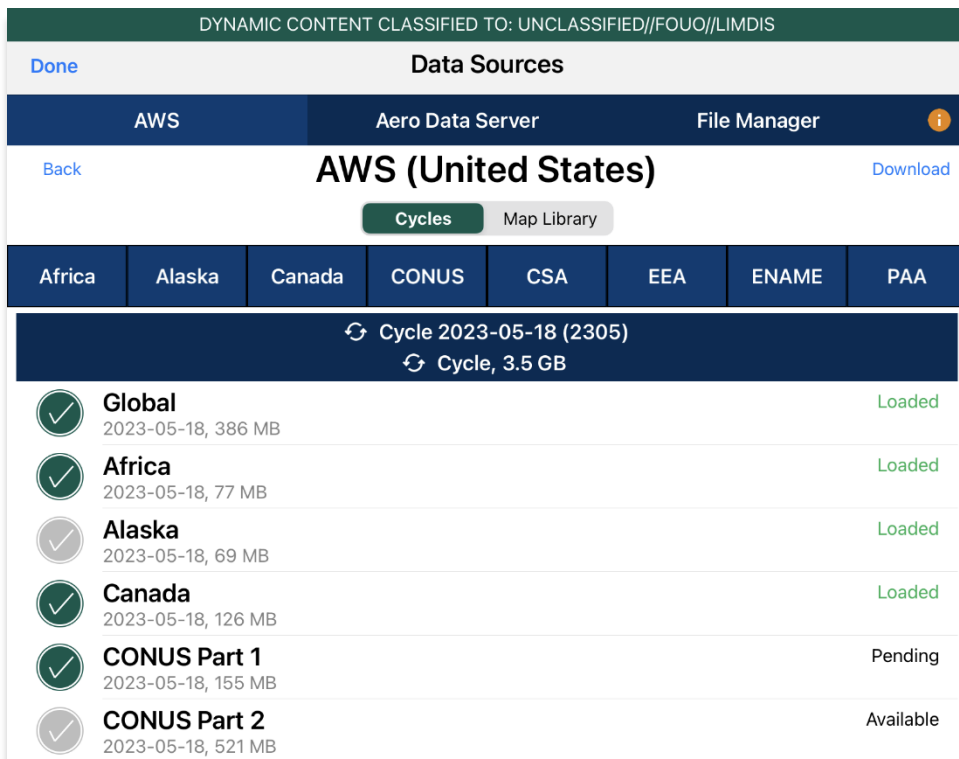 DYNAMIC CONTENT CLASSIFIED TO: UNCLASSIFIED//FOUO//LIMDIS
Done Data Sources
AWS Aero Data Server File Manager i
Back AWS (United States) Download
Cycles Map Library
Africa Alaska Canada CONUS CSA EEA ENAME PAA
Cycle 2023-05-18 (2305)
Cycle, 3.5 GB
Global Loaded
2023-05-18, 386 MB
Africa Loaded
2023-05-18, 77 MB
Alaska Loaded
2023-05-18, 69 MB
Canada Loaded
2023-05-18, 126 MB
CONUS Part 1 Pending
2023-05-18, 155 MB
CONUS Part 2 Available
2023-05-18, 521 MB